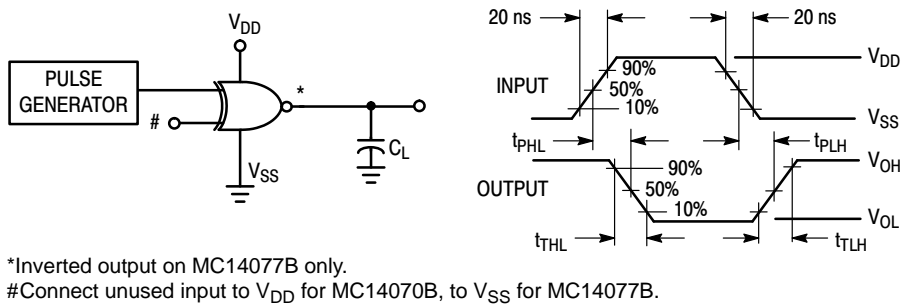 V_DD
PULSE
GENERATOR
*
#
V_SS
C_L
20 ns
20 ns
V_DD
INPUT
90%
50%
10%
V_SS
t_PHL
t_PLH
OUTPUT
90%
50%
10%
V_OH
V_OL
t_THL
t_TLH
*Inverted output on MC14077B only.
#Connect unused input to V_DD for MC14070B, to V_SS for MC14077B.